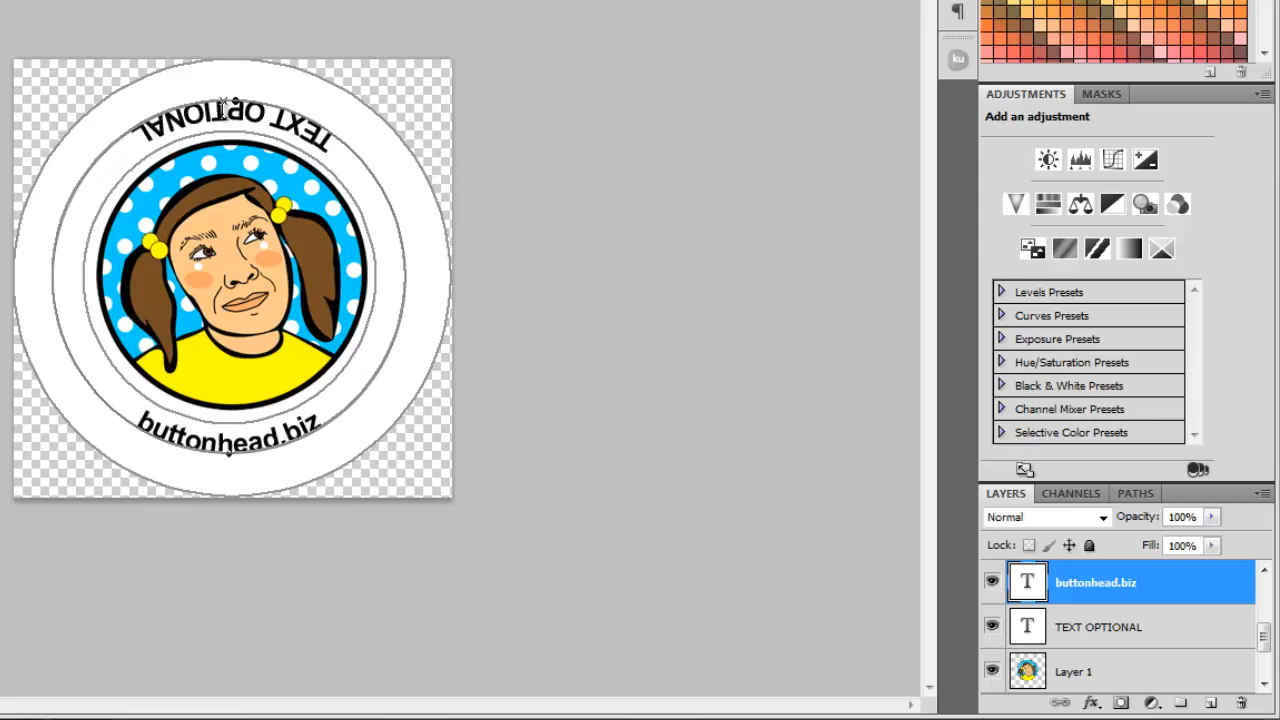 TEXT OPTIONAL
buttonhead.biz
¶
ku
ADJUSTMENTS MASKS
Add an adjustment
Levels Presets
Curves Presets
Exposure Presets
Hue/Saturation Presets
Black & White Presets
Channel Mixer Presets
Selective Color Presets
LAYERS CHANNELS PATHS
Normal Opacity: 100%
Lock: Fill: 100%
T buttonhead.biz
T TEXT OPTIONAL
Layer 1
fx